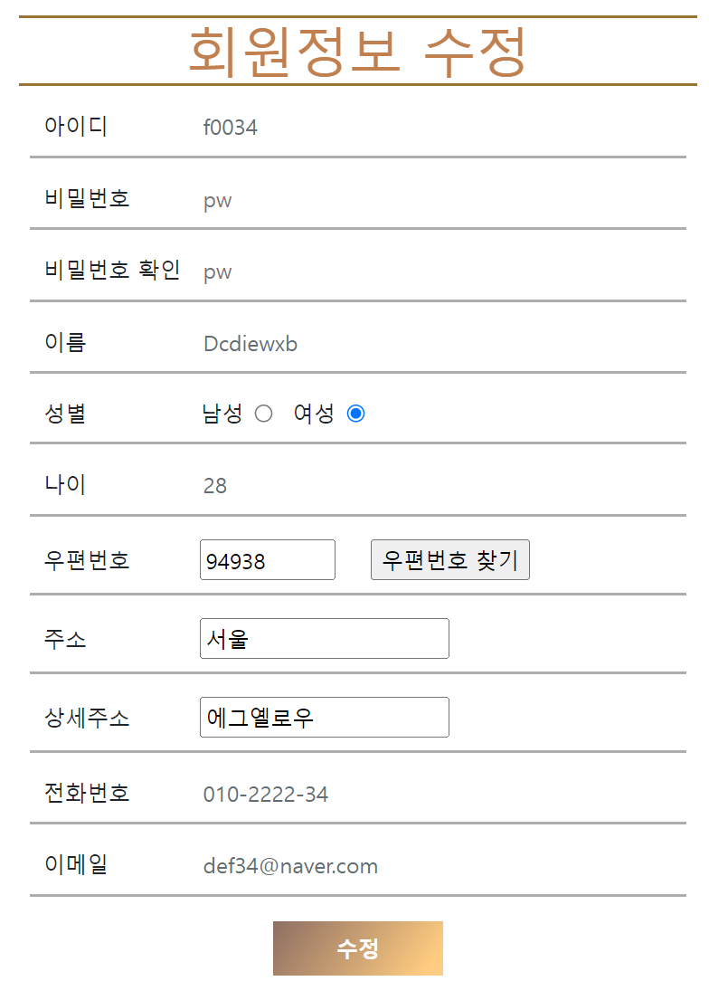 회원정보 수정
아이디 f0034
비밀번호 pw
비밀번호 확인 pw
이름 Dcdiewxb
성별 남성 여성
나이 28
우편번호 94938 우편번호 찾기
주소 서울
상세주소 에그옐로우
전화번호 010-2222-34
이메일 def34@naver.com
수정